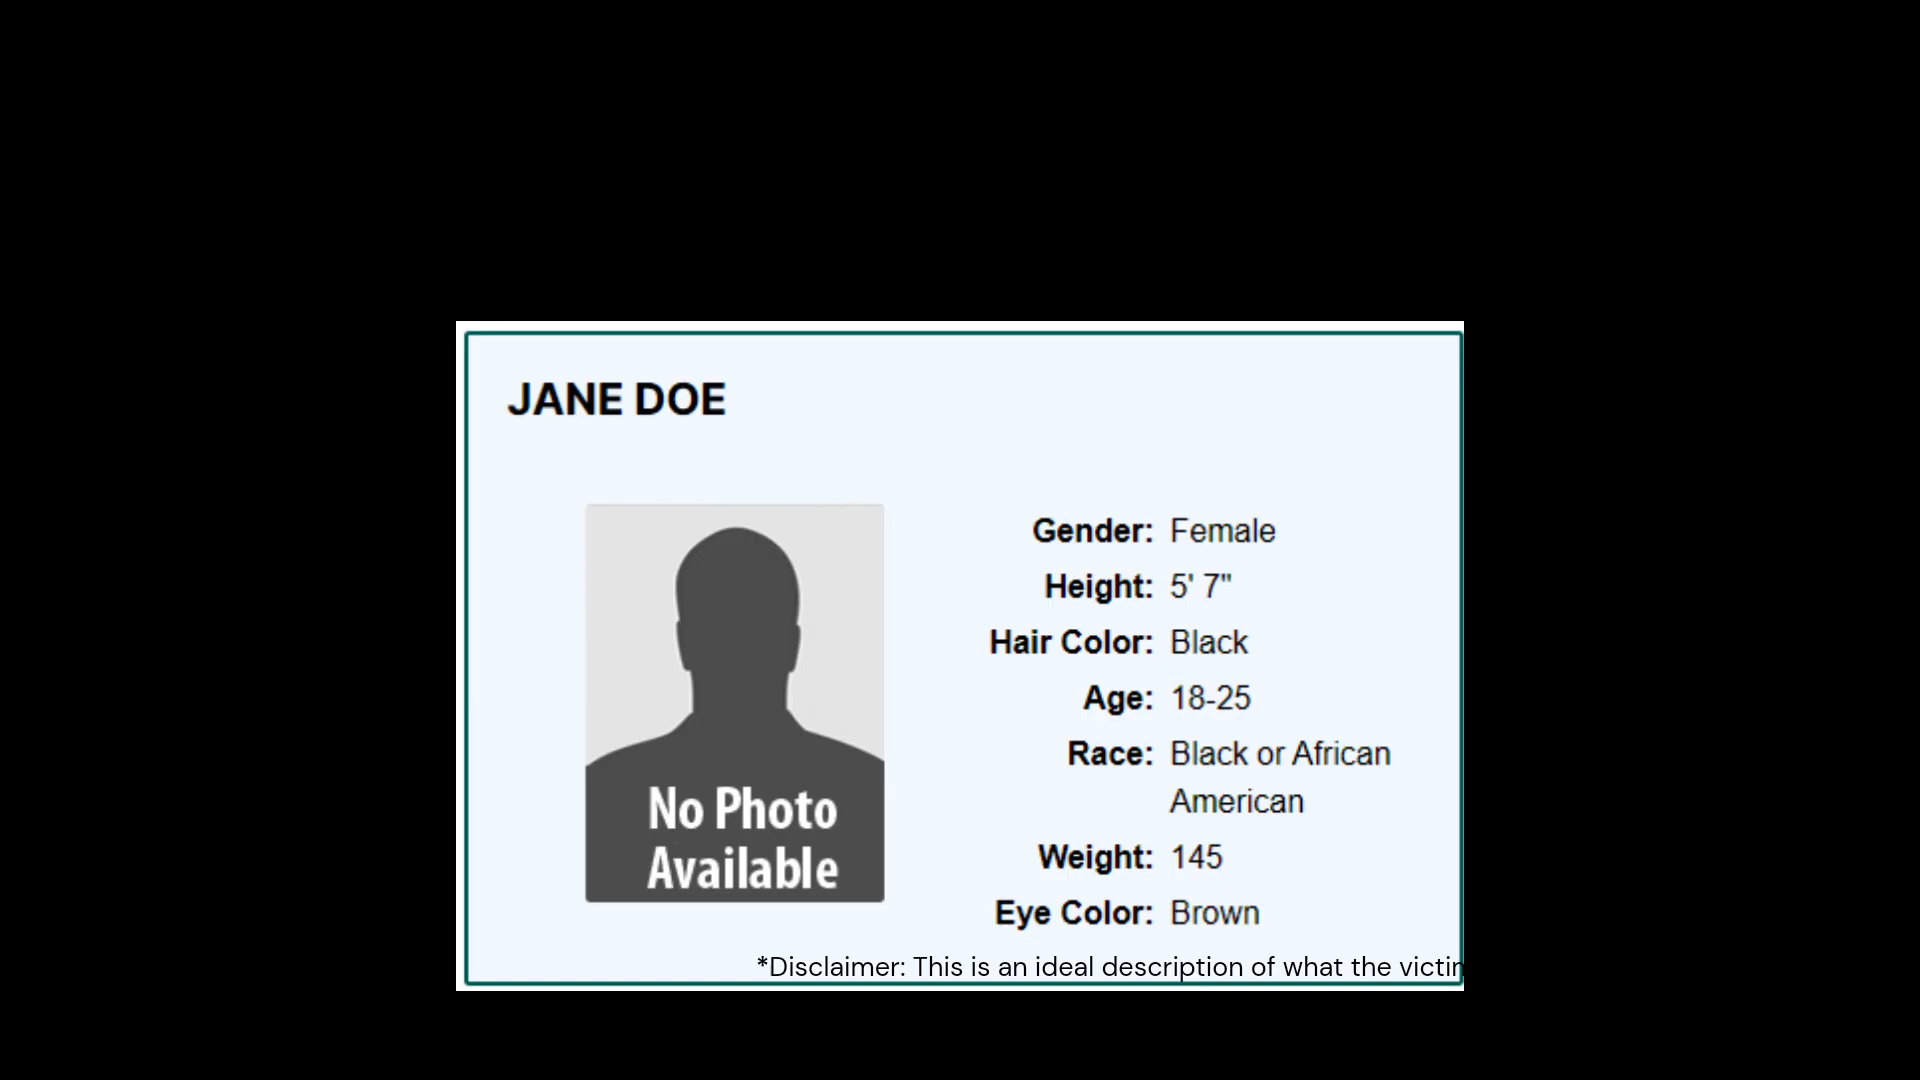 JANE DOE
No Photo
Available
Gender: Female
Height: 5' 7"
Hair Color: Black
Age: 18-25
Race: Black or African
American
Weight: 145
Eye Color: Brown
*Disclaimer: This is an ideal description of what the